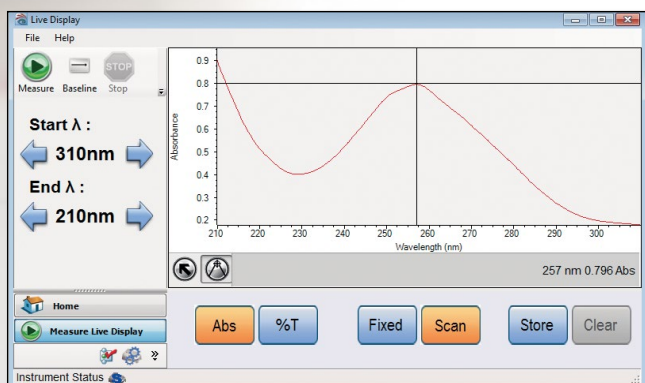 Live Display
File Help
Measure Baseline Stop
STOP
Start λ :
310nm
End λ :
210nm
Home
Measure Live Display
Instrument Status
Absorbance
0.9
0.8
0.7
0.6
0.5
0.4
0.3
0.2
210 220 230 240 250 260 270 280 290 300
Wavelength (nm)
257 nm 0.796 Abs
Abs %T Fixed Scan Store Clear